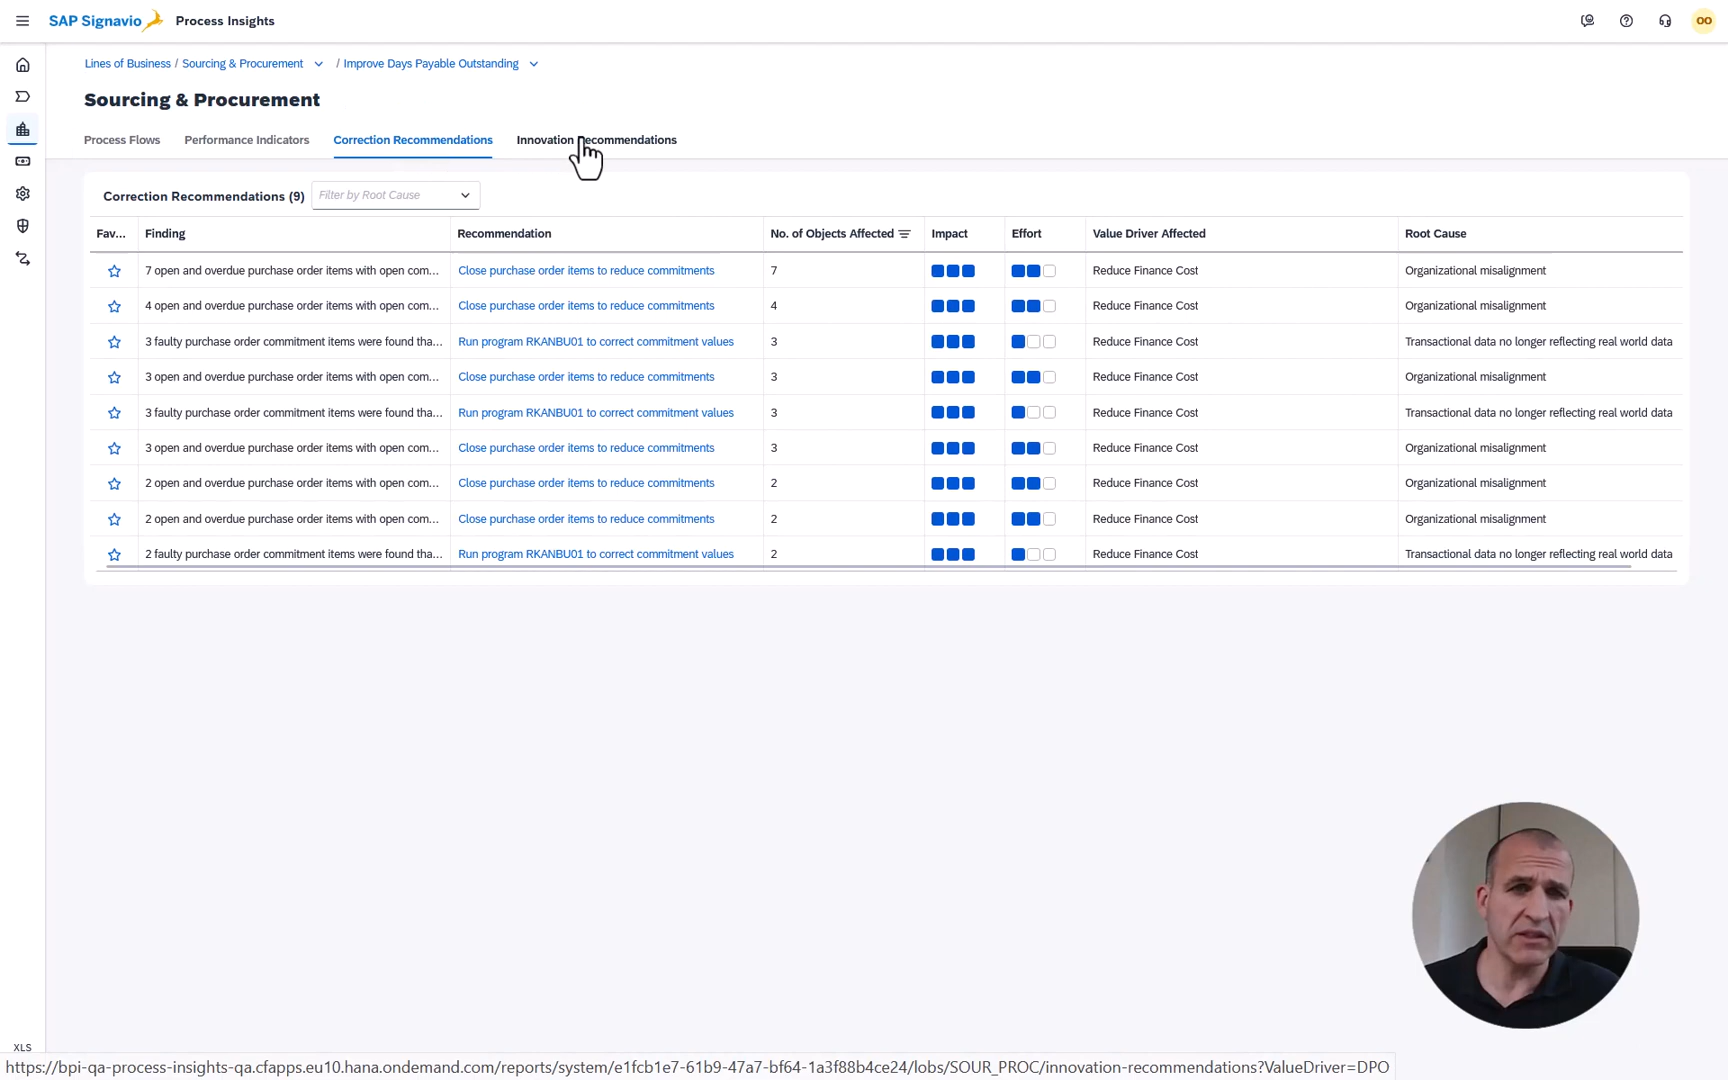 SAP Signavio Process Insights
OO
Lines of Business / Sourcing & Procurement / Improve Days Payable Outstanding
Sourcing & Procurement
Process Flows Performance Indicators Correction Recommendations Innovation Recommendations
Correction Recommendations (9) Filter by Root Cause
Fav... Finding Recommendation No. of Objects Affected Impact Effort Value Driver Affected Root Cause
7 open and overdue purchase order items with open com... Close purchase order items to reduce commitments 7 Reduce Finance Cost Organizational misalignment
4 open and overdue purchase order items with open com... Close purchase order items to reduce commitments 4 Reduce Finance Cost Organizational misalignment
3 faulty purchase order commitment items were found tha... Run program RKANBU01 to correct commitment values 3 Reduce Finance Cost Transactional data no longer reflecting real world data
3 open and overdue purchase order items with open com... Close purchase order items to reduce commitments 3 Reduce Finance Cost Organizational misalignment
3 faulty purchase order commitment items were found tha... Run program RKANBU01 to correct commitment values 3 Reduce Finance Cost Transactional data no longer reflecting real world data
3 open and overdue purchase order items with open com... Close purchase order items to reduce commitments 3 Reduce Finance Cost Organizational misalignment
2 open and overdue purchase order items with open com... Close purchase order items to reduce commitments 2 Reduce Finance Cost Organizational misalignment
2 open and overdue purchase order items with open com... Close purchase order items to reduce commitments 2 Reduce Finance Cost Organizational misalignment
2 faulty purchase order commitment items were found tha... Run program RKANBU01 to correct commitment values 2 Reduce Finance Cost Transactional data no longer reflecting real world data
XLS
https://bpi-qa-process-insights-qa.cfapps.eu10.hana.ondemand.com/reports/system/e1fcb1e7-61b9-47a7-bf64-1a3f88b4ce24/lobs/SOUR_PROC/innovation-recommendations?ValueDriver=DPO